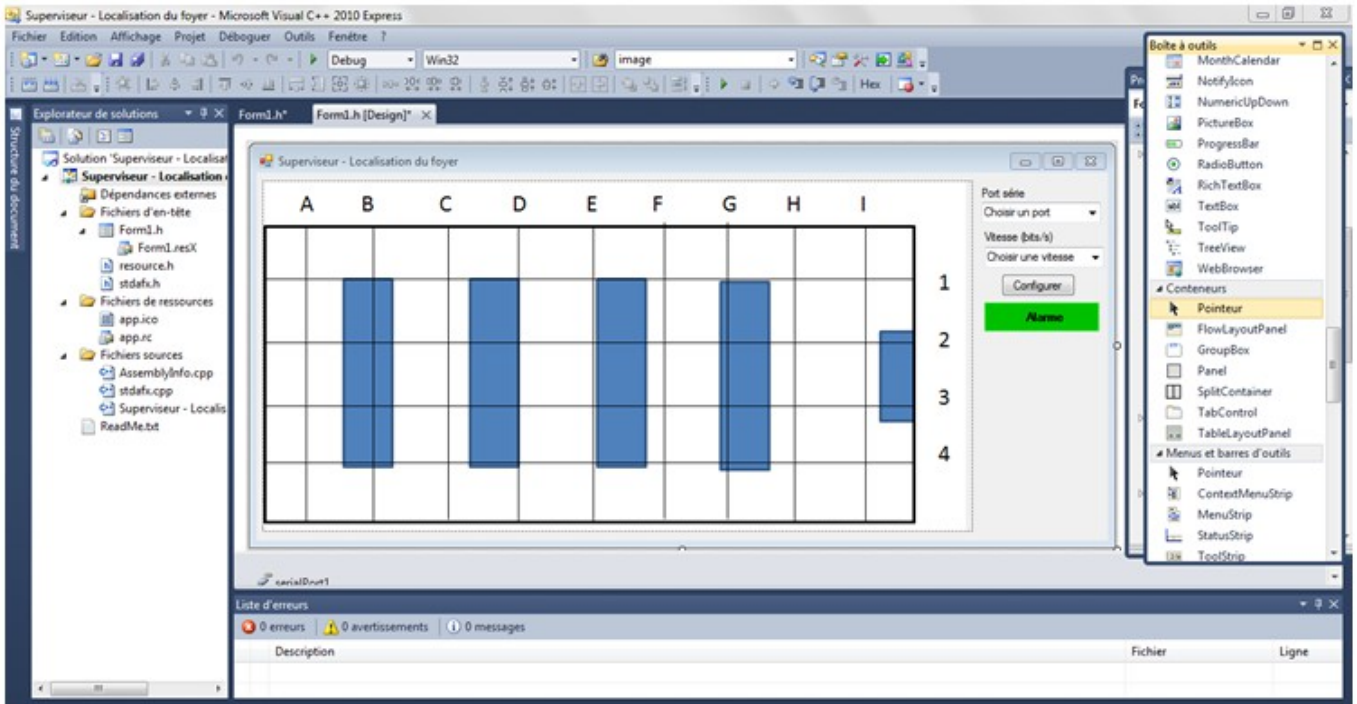 Superviseur - Localisation du foyer - Microsoft Visual C++ 2010 Express
Fichier Edition Affichage Projet Déboguer Outils Fenêtre ?
Debug Win32 image
Hex
Structure du document
Explorateur de solutions
Solution 'Superviseur - Localisat
Superviseur - Localisation
Dépendances externes
Fichiers d'en-tête
Form1.h
Form1.resX
resource.h
stdafx.h
Fichiers de ressources
app.ico
app.rc
Fichiers sources
AssemblyInfo.cpp
stdafx.cpp
Superviseur - Localis
ReadMe.txt
Form1.h* Form1.h [Design]*
Superviseur - Localisation du foyer
A B C D E F G H I
1
2
3
4
Port série
Choisir un port
Vitesse (bits/s)
Choisir une vitesse
Configurer
Alarme
serialPort1
Boîte à outils
MonthCalendar
NotifyIcon
NumericUpDown
PictureBox
ProgressBar
RadioButton
RichTextBox
TextBox
ToolTip
TreeView
WebBrowser
Conteneurs
Pointeur
FlowLayoutPanel
GroupBox
Panel
SplitContainer
TabControl
TableLayoutPanel
Menus et barres d'outils
Pointeur
ContextMenuStrip
MenuStrip
StatusStrip
ToolStrip
Liste d'erreurs
0 erreurs 0 avertissements 0 messages
Description Fichier Ligne